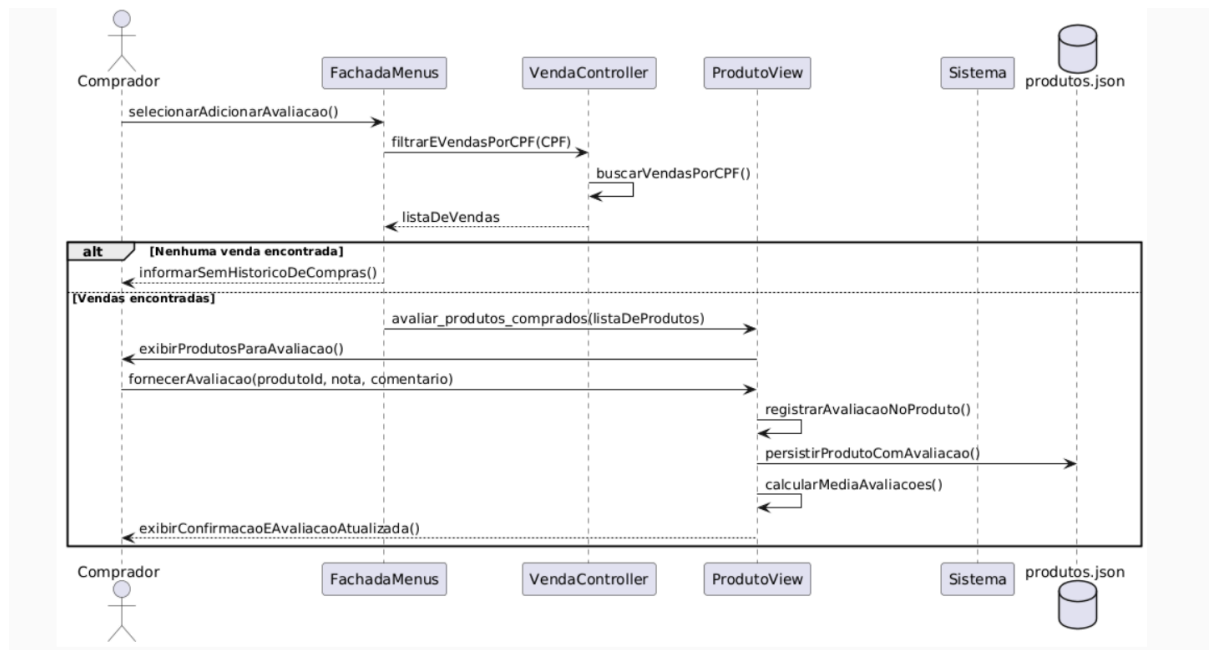 Comprador
FachadaMenus
VendaController
ProdutoView
Sistema
produtos.json
selecionarAdicionarAvaliacao()
filtrarEVendasPorCPF(CPF)
buscarVendasPorCPF()
listaDeVendas
alt
[Nenhuma venda encontrada]
informarSemHistoricoDeCompras()
[Vendas encontradas]
avaliar_produtos_comprados(listaDeProdutos)
exibirProdutosParaAvaliacao()
fornecerAvaliacao(produtoId, nota, comentario)
registrarAvaliacaoNoProduto()
persistirProdutoComAvaliacao()
calcularMediaAvaliacoes()
exibirConfirmacaoEAvaliacaoAtualizada()
Comprador
FachadaMenus
VendaController
ProdutoView
Sistema
produtos.json